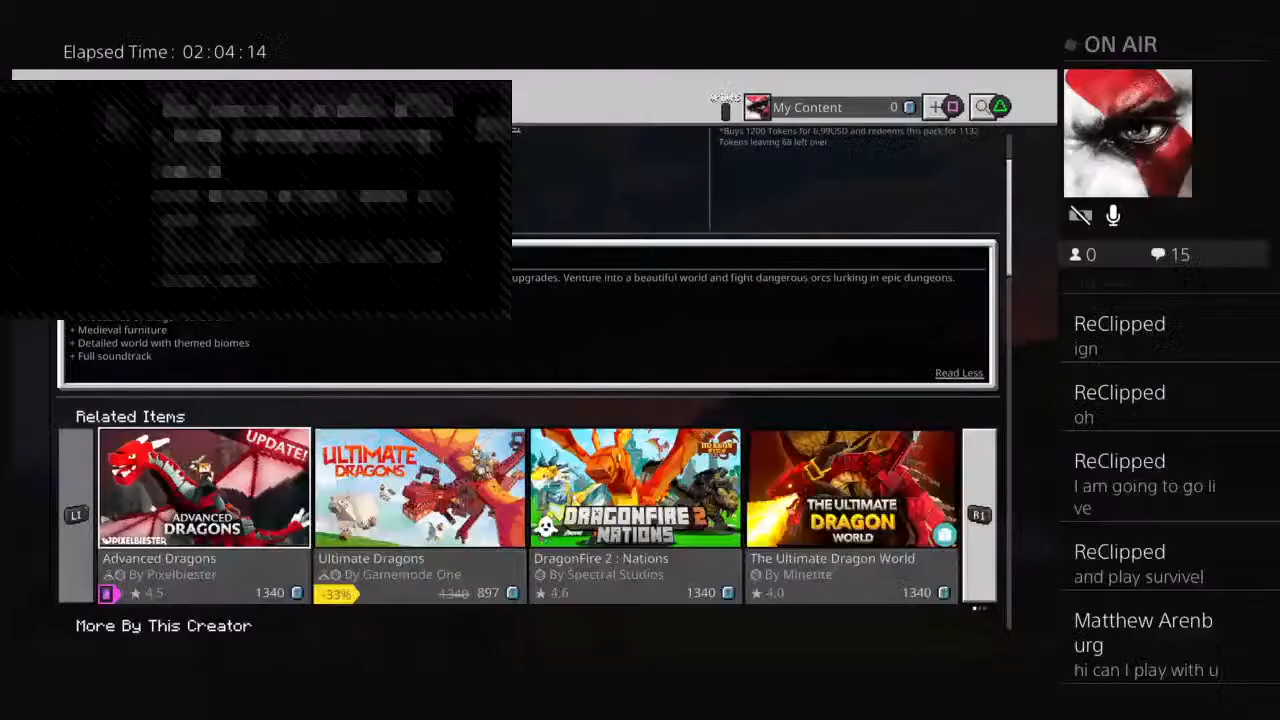 Elapsed Time: 02:04:14
ON AIR
OPTIONS
My Content
0
*Buys 1200 Tokens for 6.99USD and redeems this pack for 1132
Tokens leaving 68 left over.
0
15
upgrades. Venture into a beautiful world and fight dangerous orcs lurking in epic dungeons.
+ Medieval furniture
+ Detailed world with themed biomes
+ Full soundtrack
Read Less
ReClipped
ign
ReClipped
oh
ReClipped
I am going to go li
ve
ReClipped
and play survivel
Matthew Arenb
urg
hi can I play with u
Related Items
L1
UPDATE!
ADVANCED
DRAGONS
PIXELBIESTER
ULTIMATE
DRAGONS
DRAGON
FIRE
DRAGONFIRE 2
NATIONS
THE ULTIMATE
DRAGON
WORLD
R1
Advanced Dragons
By Pixelbiester
4.5
1340
Ultimate Dragons
By Gamemode One
-33%
1340
897
DragonFire 2 : Nations
By Spectral Studios
4.6
1340
The Ultimate Dragon World
By Minetite
4.0
1340
More By This Creator